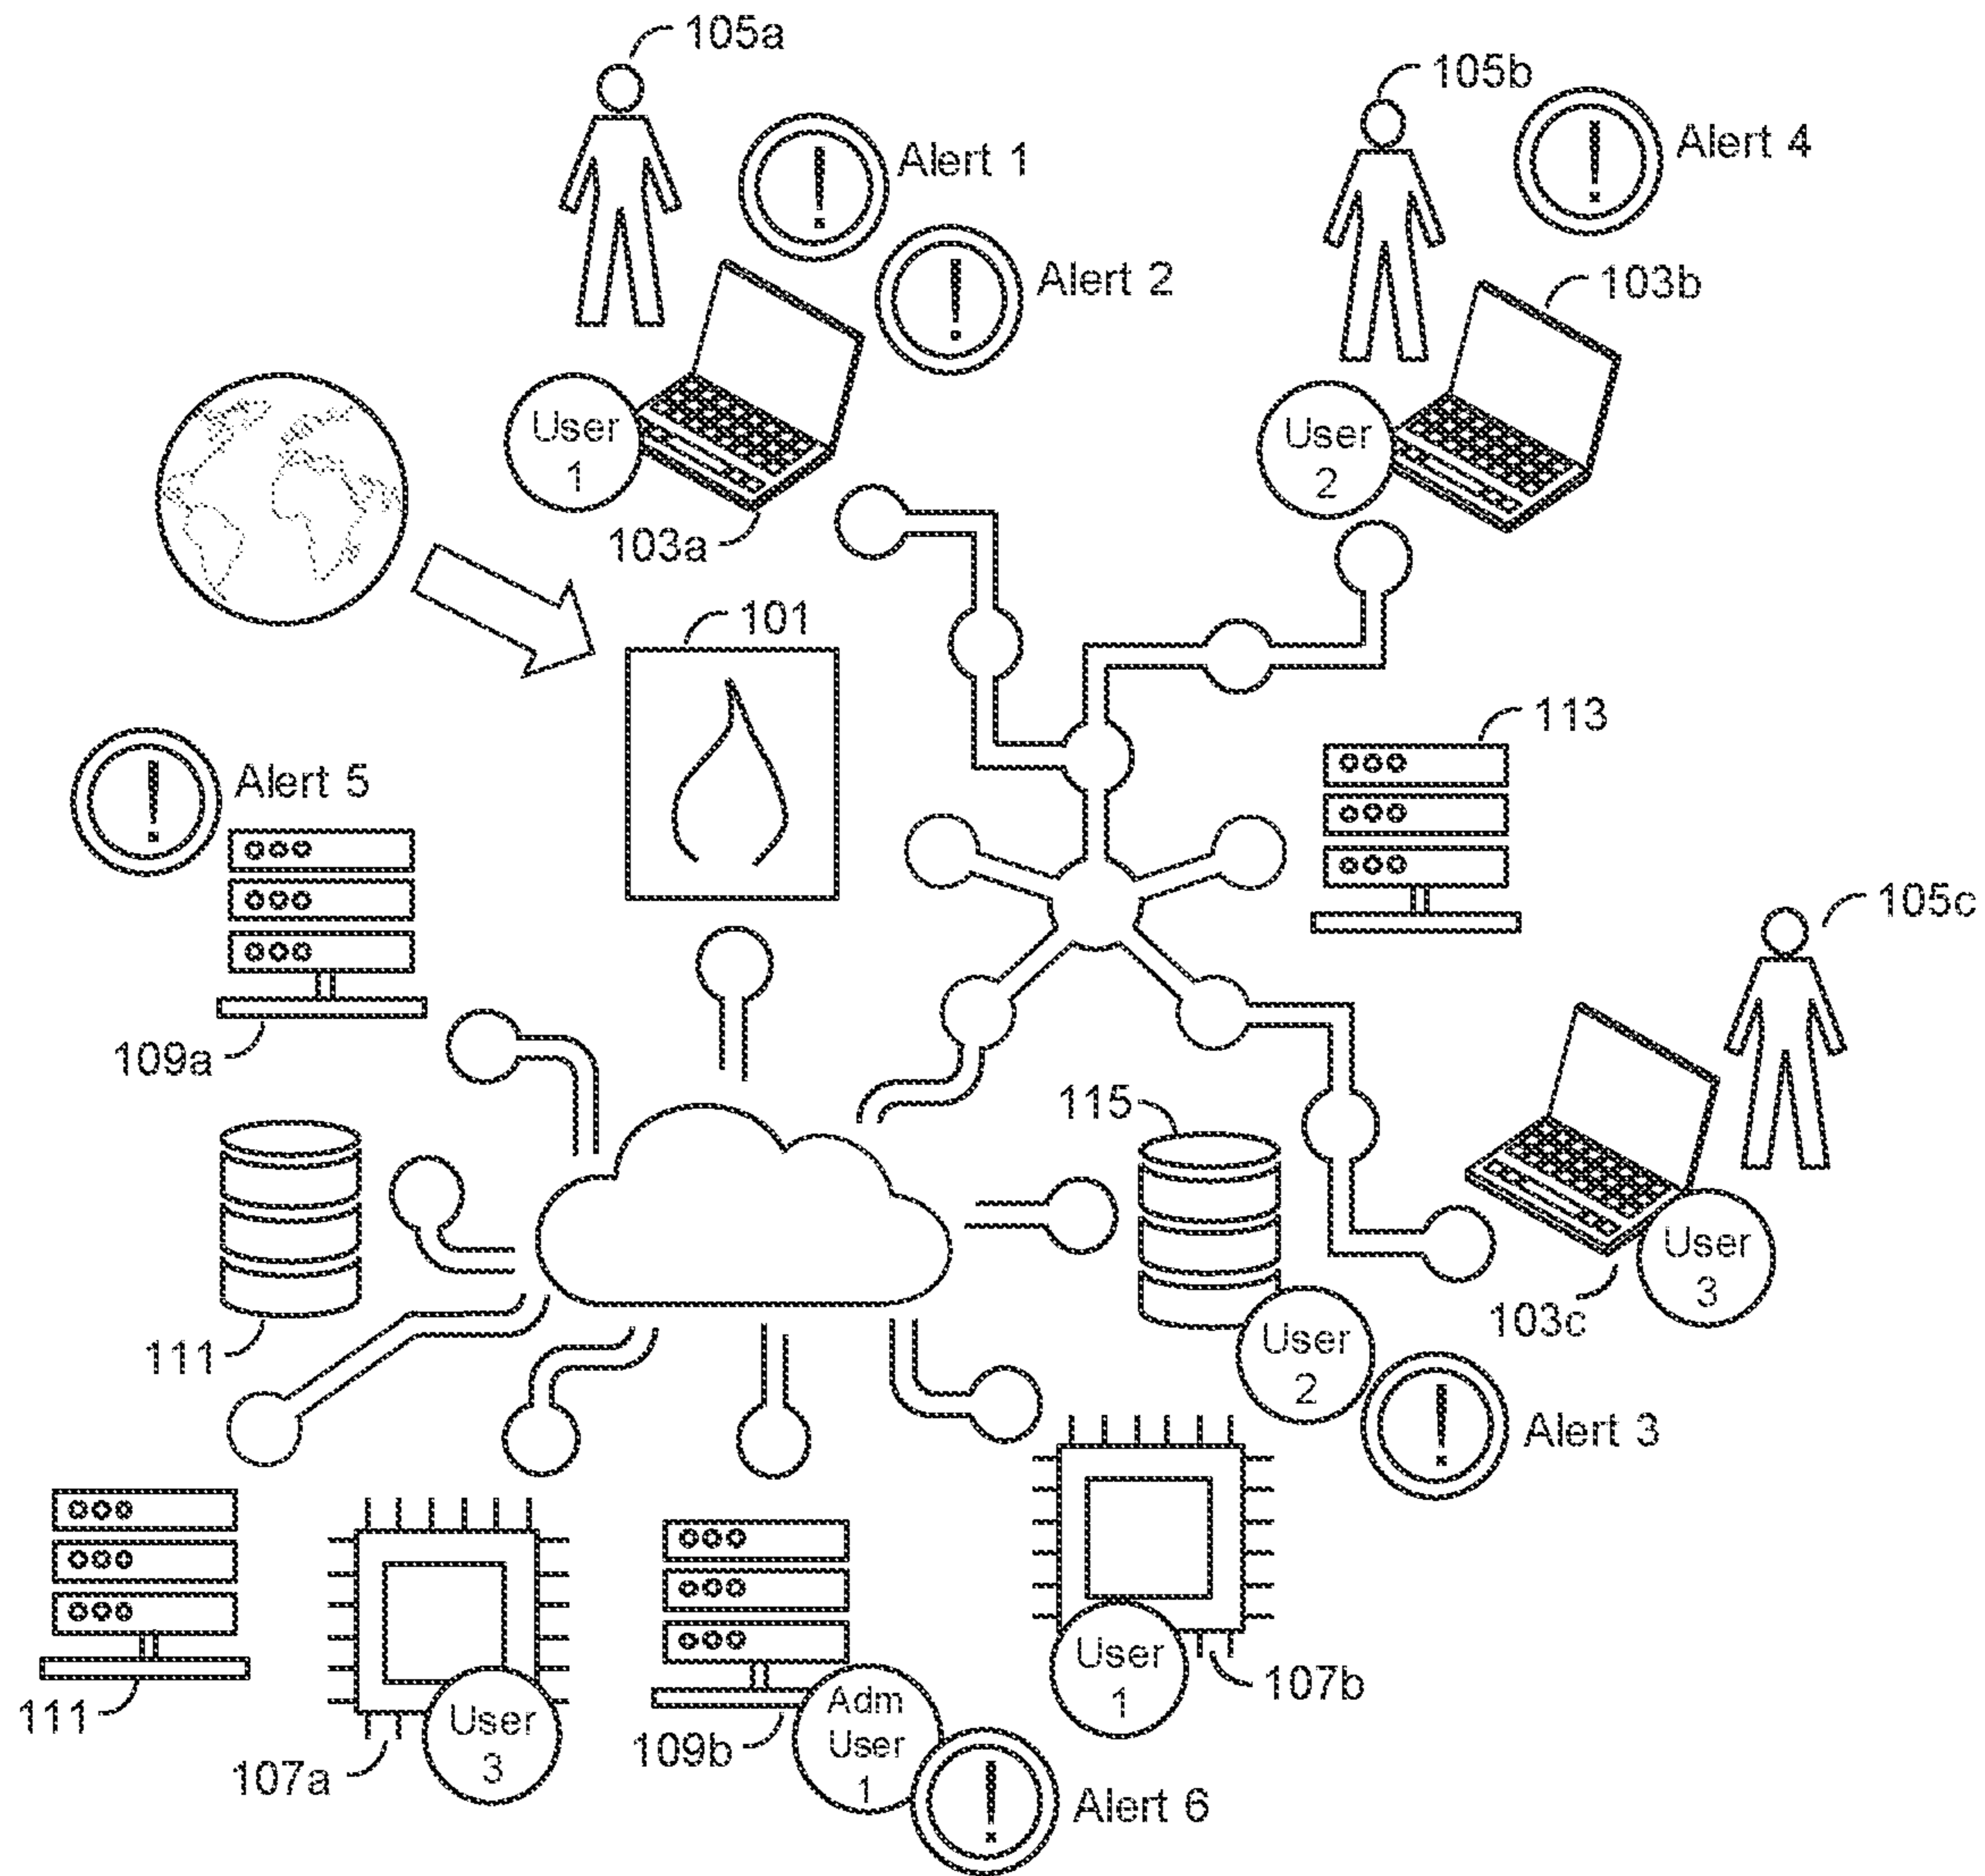 105a
105b
Alert 1
Alert 4
Alert 2
103b
User
1
User
2
103a
101
113
Alert 5
105c
109a
115
User
3
103c
111
User
2
Alert 3
User
1
107b
111
User
3
107a
109b
Adm
User
1
Alert 6